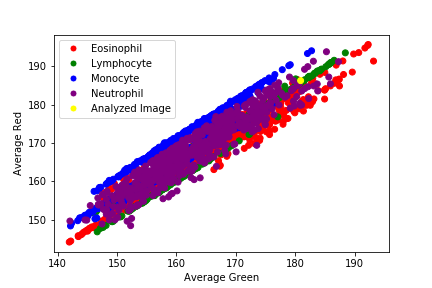 Eosinophil
Lymphocyte
Monocyte
Neutrophil
Analyzed Image
Average Red
190
180
170
160
150
140 150 160 170 180 190
Average Green